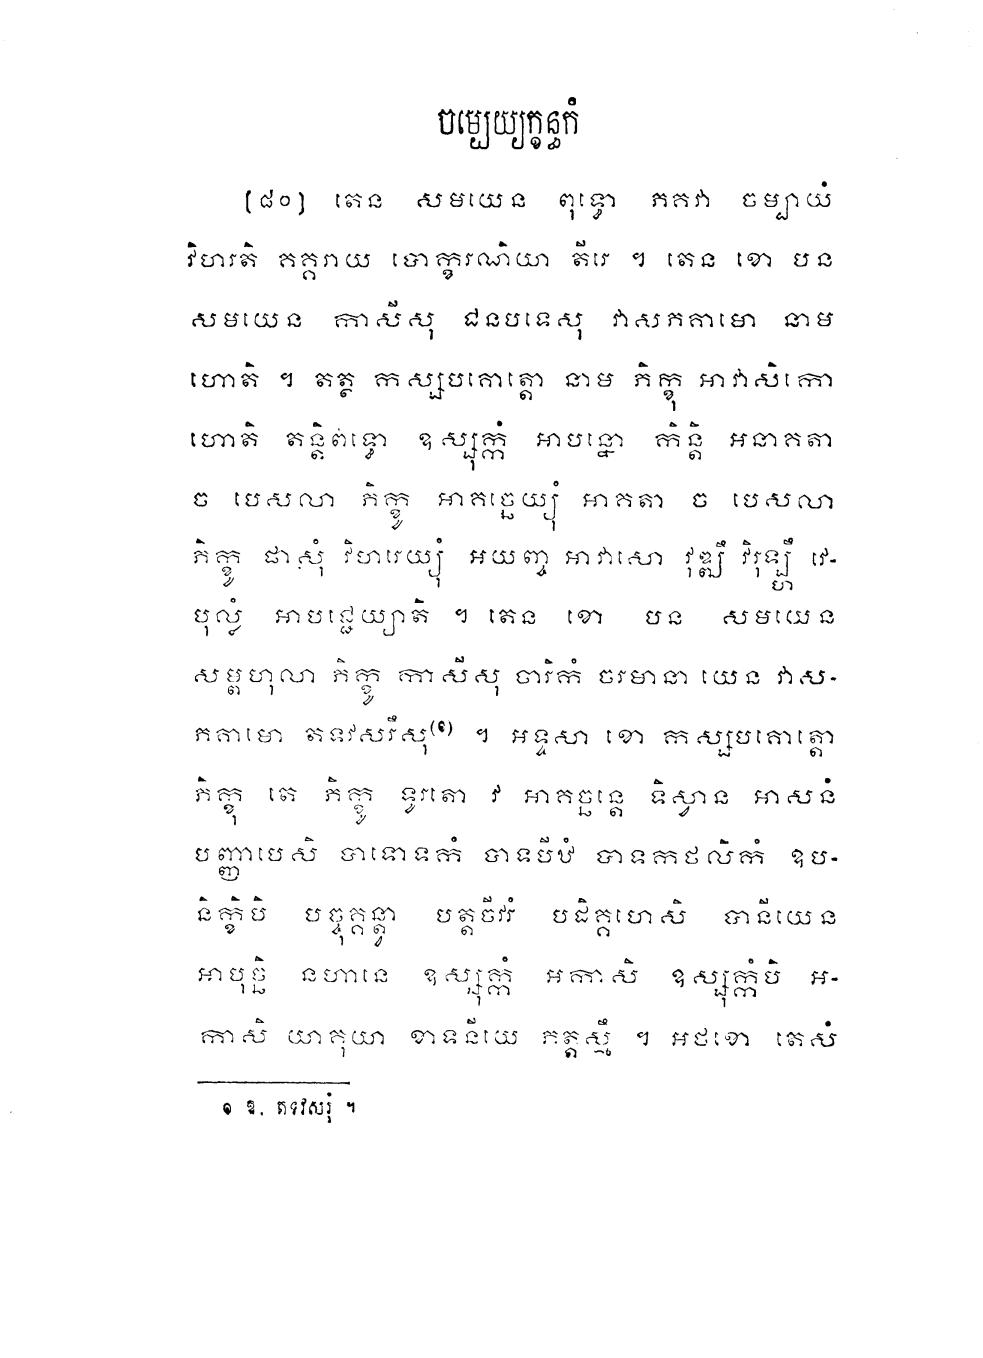 ចម្បេយ្យក្ខន្ធកំ
[៨០] តេន សមយេន ពុទ្ធោ ភគវា ចម្បាយំ
វិហរតិ គគ្គរាយ បោក្ខរណិយា តីរេ ។ តេន ខោ បន
សមយេន កាសីសុ ជនបទេសុ វាសភគាមោ នាម
ហោតិ ។ តត្ថ កស្សបគោត្តោ នាម ភិក្ខុ អាវាសិកោ
ហោតិ តន្តិពទ្ធោ ឧស្សុក្កំ អាបន្នោ កិន្តិ អនាគតា
ច បេសលា ភិក្ខូ អាគច្ឆេយ្យុំ អាគតា ច បេសលា
ភិក្ខូ ផាសុំ វិហរេយ្យុំ អយញ្ច អាវាសោ វុឌ្ឍឹ វិរុឡ្ហឹ វេ-
បុល្លំ អាបជ្ជេយ្យាតិ ។ តេន ខោ បន សមយេន
សម្ពហុលា ភិក្ខូ កាសីសុ ចារិកំ ចរមានា យេន វាស-
ភគាមោ តទវសរឹសុ(១) ។ អទ្ទសា ខោ កស្សបគោត្តោ
ភិក្ខុ តេ ភិក្ខូ ទូរតោ វ អាគច្ឆន្តេ ទិស្វាន អាសនំ
បញ្ញាបេសិ បាទោទកំ បាទបីឋំ បាទកថលិកំ ឧប-
និក្ខិបិ បច្ចុគ្គន្ត្វា បត្តចីវរំ បដិគ្គហេសិ បានីយេន
អាបុច្ឆិ នហានេ ឧស្សុក្កំ អកាសិ ឧស្សុក្កំបិ អ-
កាសិ យាគុយា ខាទនីយេ ភត្តស្មឹ ។ អថខោ តេសំ
១ ឱ. តទវសរុំ ។